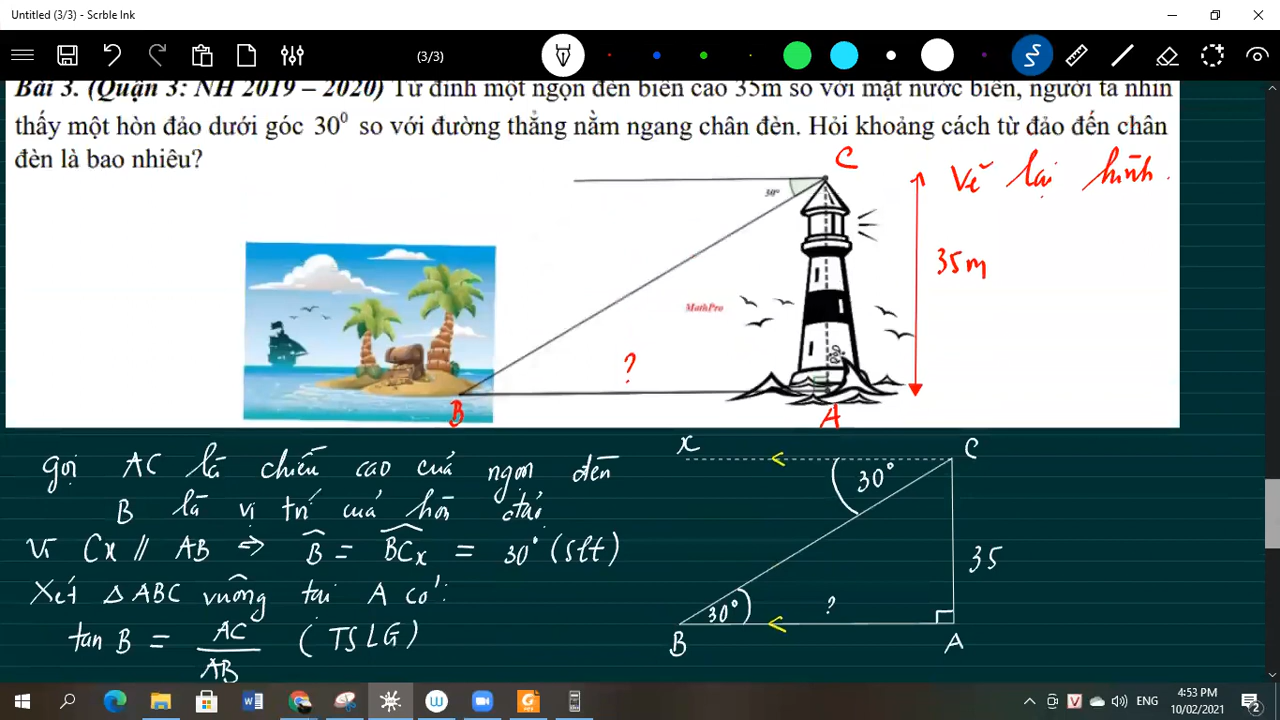 Untitled (3/3) - Scrble Ink
(3/3)
Bài 3. (Quận 3: NH 2019 – 2020) Từ đỉnh một ngọn đèn biển cao 35m so với mặt nước biển, người ta nhìn
thấy một hòn đảo dưới góc 30⁰ so với đường thẳng nằm ngang chân đèn. Hỏi khoảng cách từ đảo đến chân
đèn là bao nhiêu?
C
Vẽ lại hình.
30°
35m
MathPro
?
B
A
Gọi AC là chiều cao của ngọn đèn
B là vị trí của hòn đảo
Vì Cx // AB ⇒ B̂ = BCx̂ = 30° (slt)
Xét △ABC vuông tại A có:
tan B = AC/AB (TSLG)
x
C
30°
35
30°
?
B
A
ENG
4:53 PM
10/02/2021
2